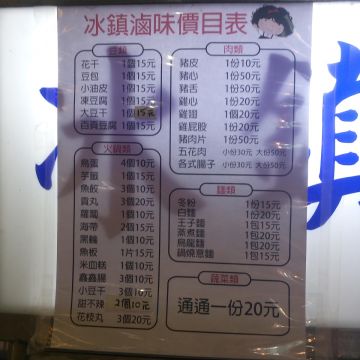 冰鎮滷味價目表
豆類
花干 1個15元
豆包 1個15元
小油皮 1個15元
凍豆腐 1個15元
大豆干 1個15元
百頁豆腐 1個15元
火鍋類
鳥蛋 4個10元
芋籤 1個15元
魚餃 3個20元
貢丸 3個20元
蘿蔔 1個10元
海帶 2個15元
黑輪 1個10元
魚板 1片15元
米血糕 1個10元
鑫鑫腸 3個10元
小豆干 3個10元
甜不辣 2個10元
花枝丸 3個20元
肉類
豬皮 1份10元
豬心 1份50元
豬舌 1份50元
雞心 1份20元
雞翅 1個20元
雞屁股 1份20元
豬肉片 1份50元
五花肉 小份30元 大份50元
各式腸子 小份30元 大份50元
麵類
冬粉 1份15元
白麵 1份20元
王子麵 1包15元
蒸煮麵 1包20元
烏龍麵 1包20元
鍋燒意麵 1包15元
蔬菜類
通通一份20元